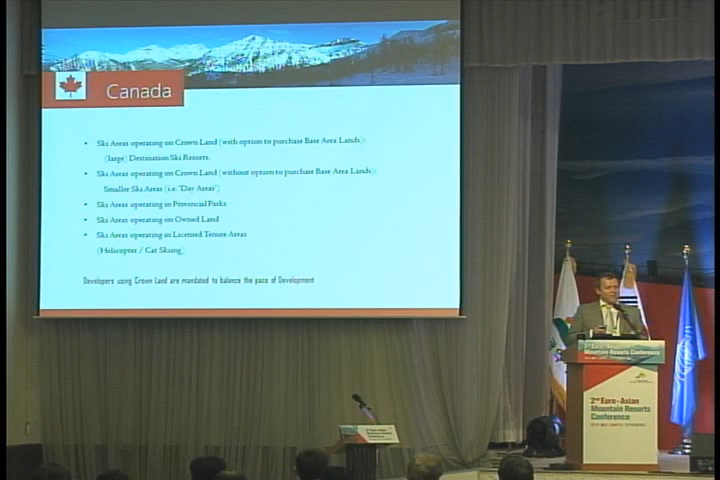 Canada
• Ski Areas operating on Crown Land (with option to purchase Base Area Lands):
(large) Destination Ski Resorts.
• Ski Areas operating on Crown Land (without option to purchase Base Area Lands):
Smaller Ski Areas (i.e. 'Day Areas')
• Ski Areas operating in Provincial Parks
• Ski Areas operating on Owned Land
• Ski Areas operating in Licensed Tenure Areas
(Helicopter / Cat Skiing)
Developers using Crown Land are mandated to balance the pace of Development
Mountain Resorts Conference
2nd Euro-Asian
Mountain Resorts
Conference